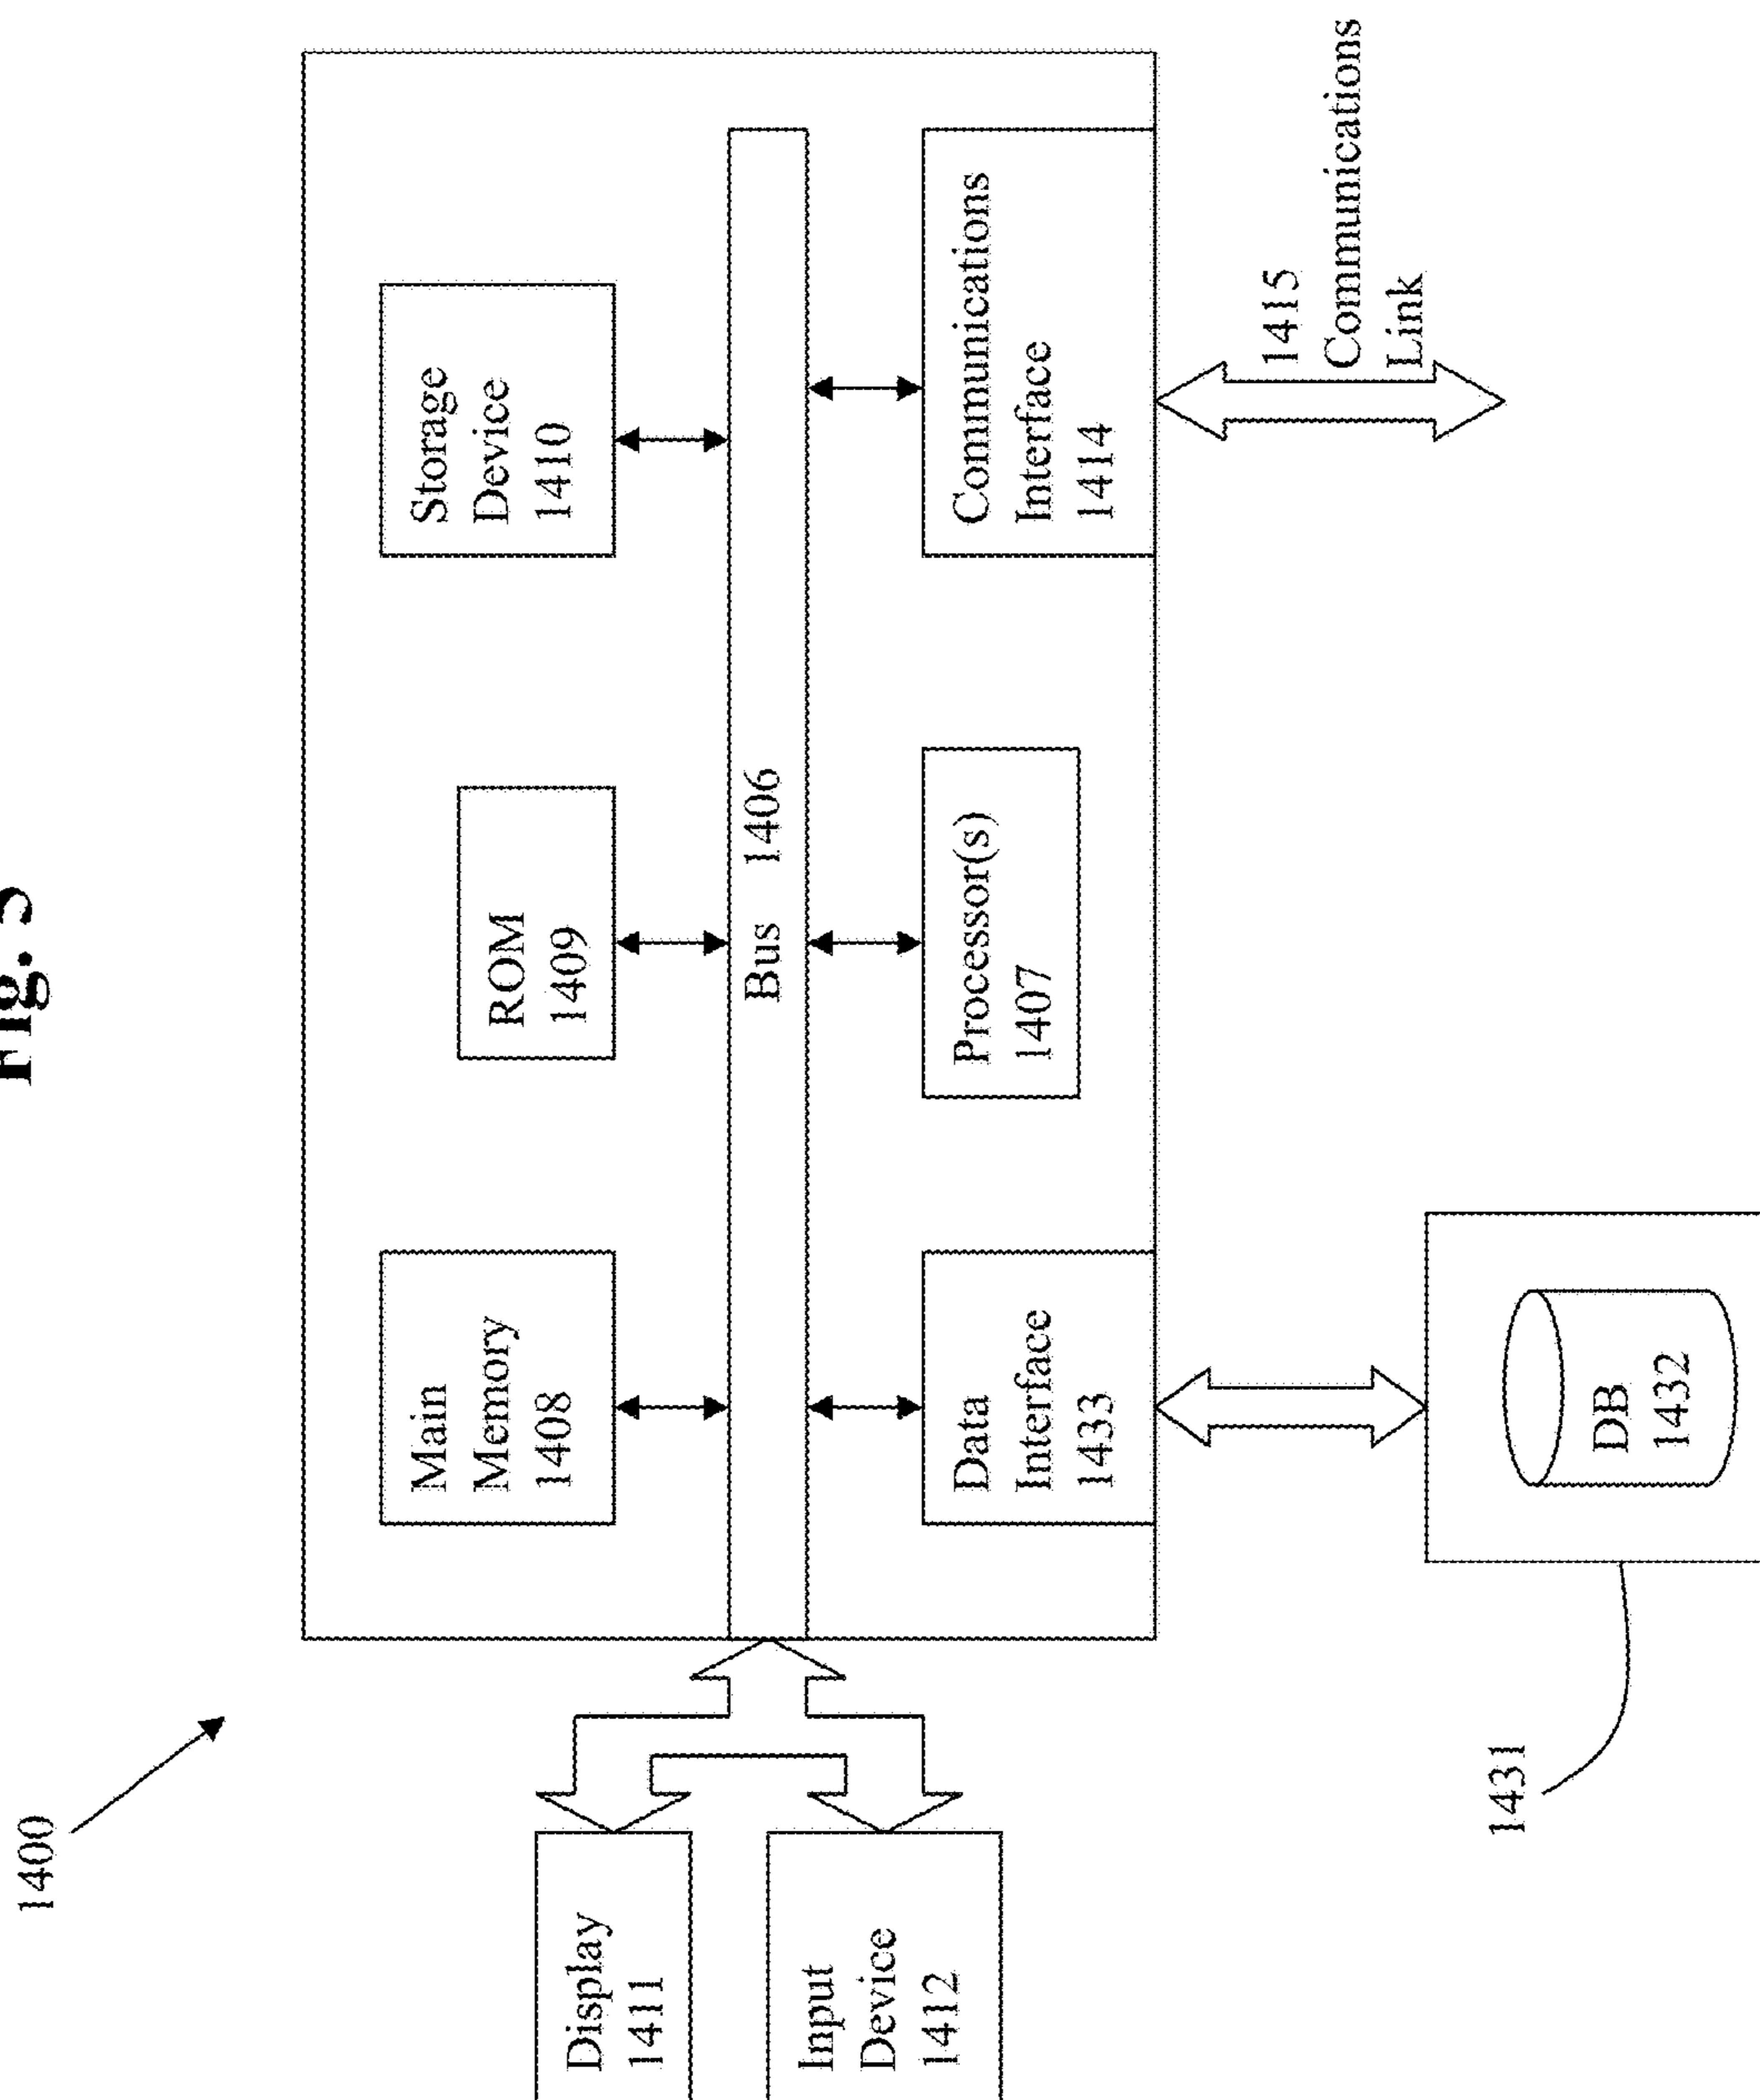 Fig.
1400
Main
Memory
1408
ROM
1409
Storage
Device
1410
Display
1411
Bus 1406
Input
Device
1412
Data
Interface
1433
Processor(s)
1407
Communications
Interface
1414
1415
Communications
Link
1431
DB
1432